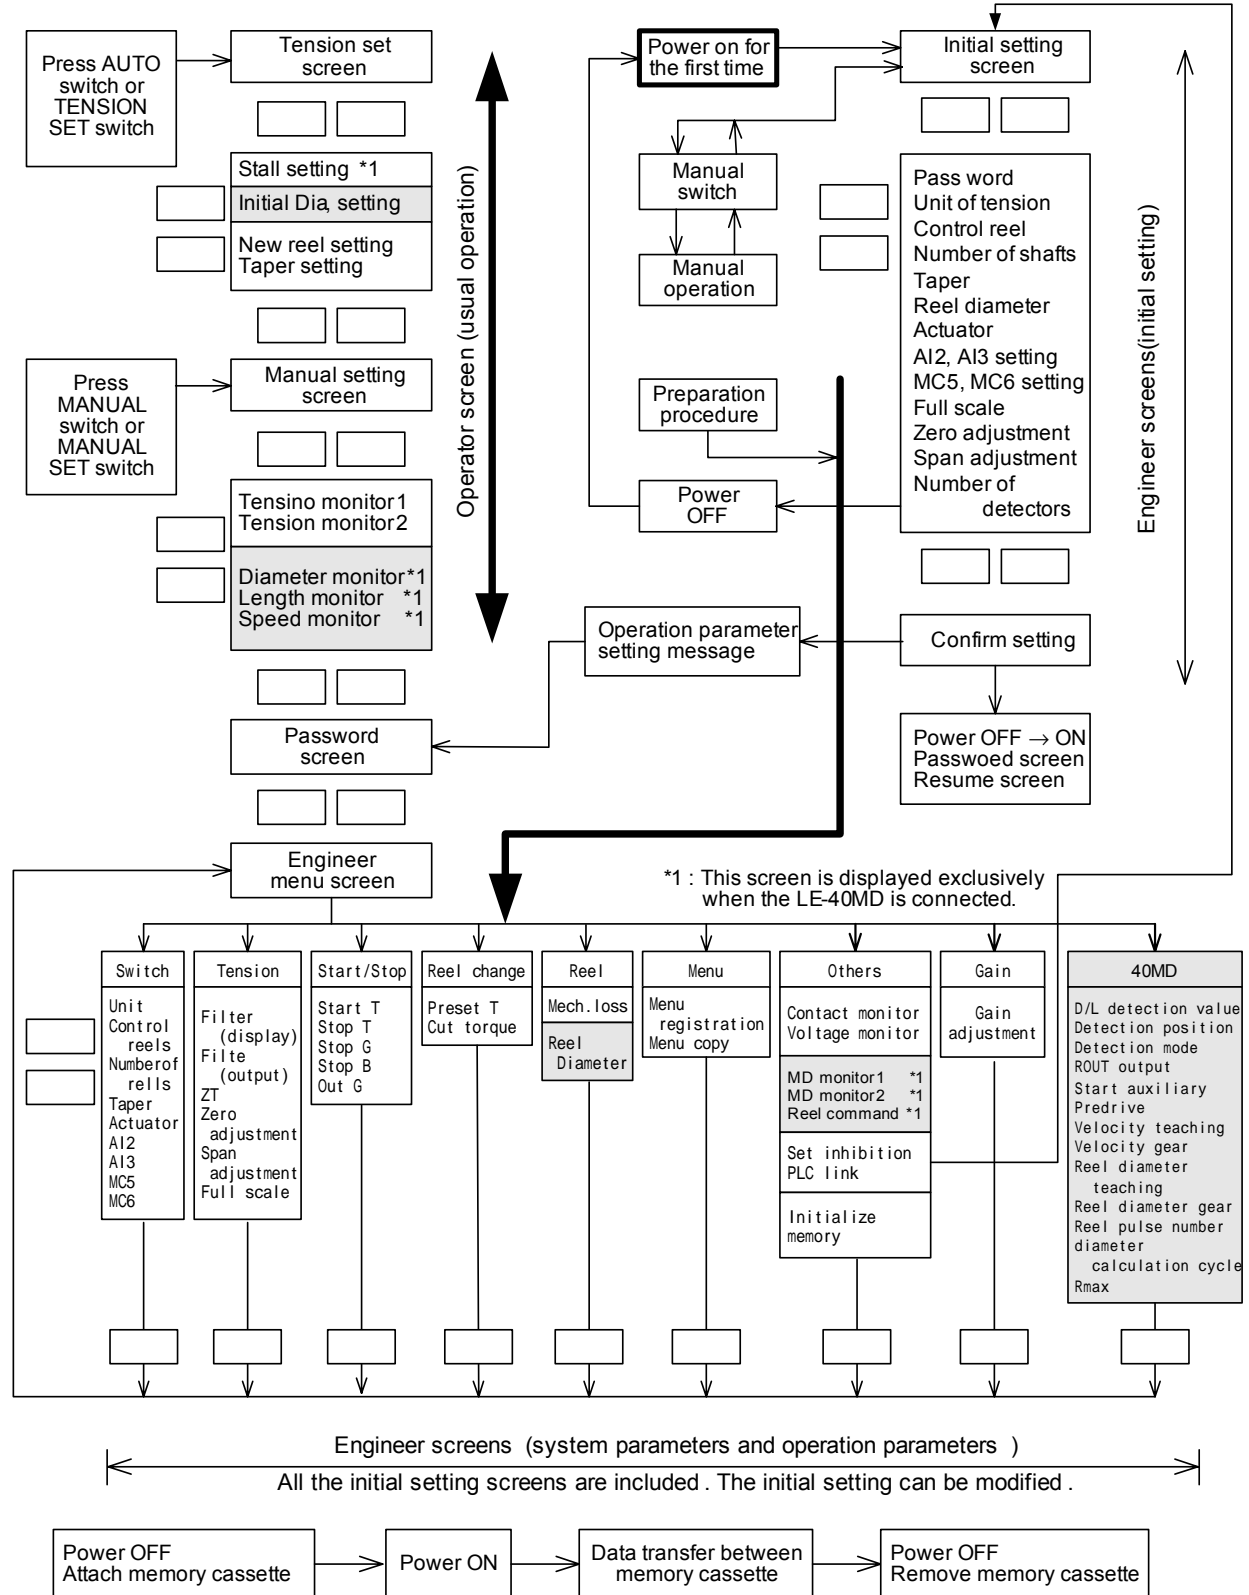 Press AUTO
switch or
TENSION
SET switch
Tension set
screen
Stall setting *1
Initial Dia, setting
New reel setting
Taper setting
Press
MANUAL
switch or
MANUAL
SET switch
Manual setting
screen
Tensino monitor1
Tension monitor2
Diameter monitor*1
Length monitor *1
Speed monitor *1
Operator screen (usual operation)
Password
screen
Engineer
menu screen
Power on for
the first time
Manual
switch
Manual
operation
Preparation
procedure
Power
OFF
Operation parameter
setting message
Initial setting
screen
Pass word
Unit of tension
Control reel
Number of shafts
Taper
Reel diameter
Actuator
AI2, AI3 setting
MC5, MC6 setting
Full scale
Zero adjustment
Span adjustment
Number of
detectors
Engineer screens(initial setting)
Confirm setting
Power OFF → ON
Passwoed screen
Resume screen
*1 : This screen is displayed exclusively
when the LE-40MD is connected.
Switch
Unit
Control
reels
Numberof
rells
Taper
Actuator
AI2
AI3
MC5
MC6
Tension
Filter
(display)
Filte
(output)
ZT
Zero
adjustment
Span
adjustment
Full scale
Start/Stop
Start T
Stop T
Stop G
Stop B
Out G
Reel change
Preset T
Cut torque
Reel
Mech.loss
Reel
Diameter
Menu
Menu
registration
Menu copy
Others
Contact monitor
Voltage monitor
MD monitor1 *1
MD monitor2 *1
Reel command *1
Set inhibition
PLC link
Initialize
memory
Gain
Gain
adjustment
40MD
D/L detection value
Detection position
Detection mode
ROUT output
Start auxiliary
Predrive
Velocity teaching
Velocity gear
Reel diameter
teaching
Reel diameter gear
Reel pulse number
diameter
calculation cycle
Rmax
Engineer screens (system parameters and operation parameters )
All the initial setting screens are included . The initial setting can be modified .
Power OFF
Attach memory cassette
Power ON
Data transfer between
memory cassette
Power OFF
Remove memory cassette